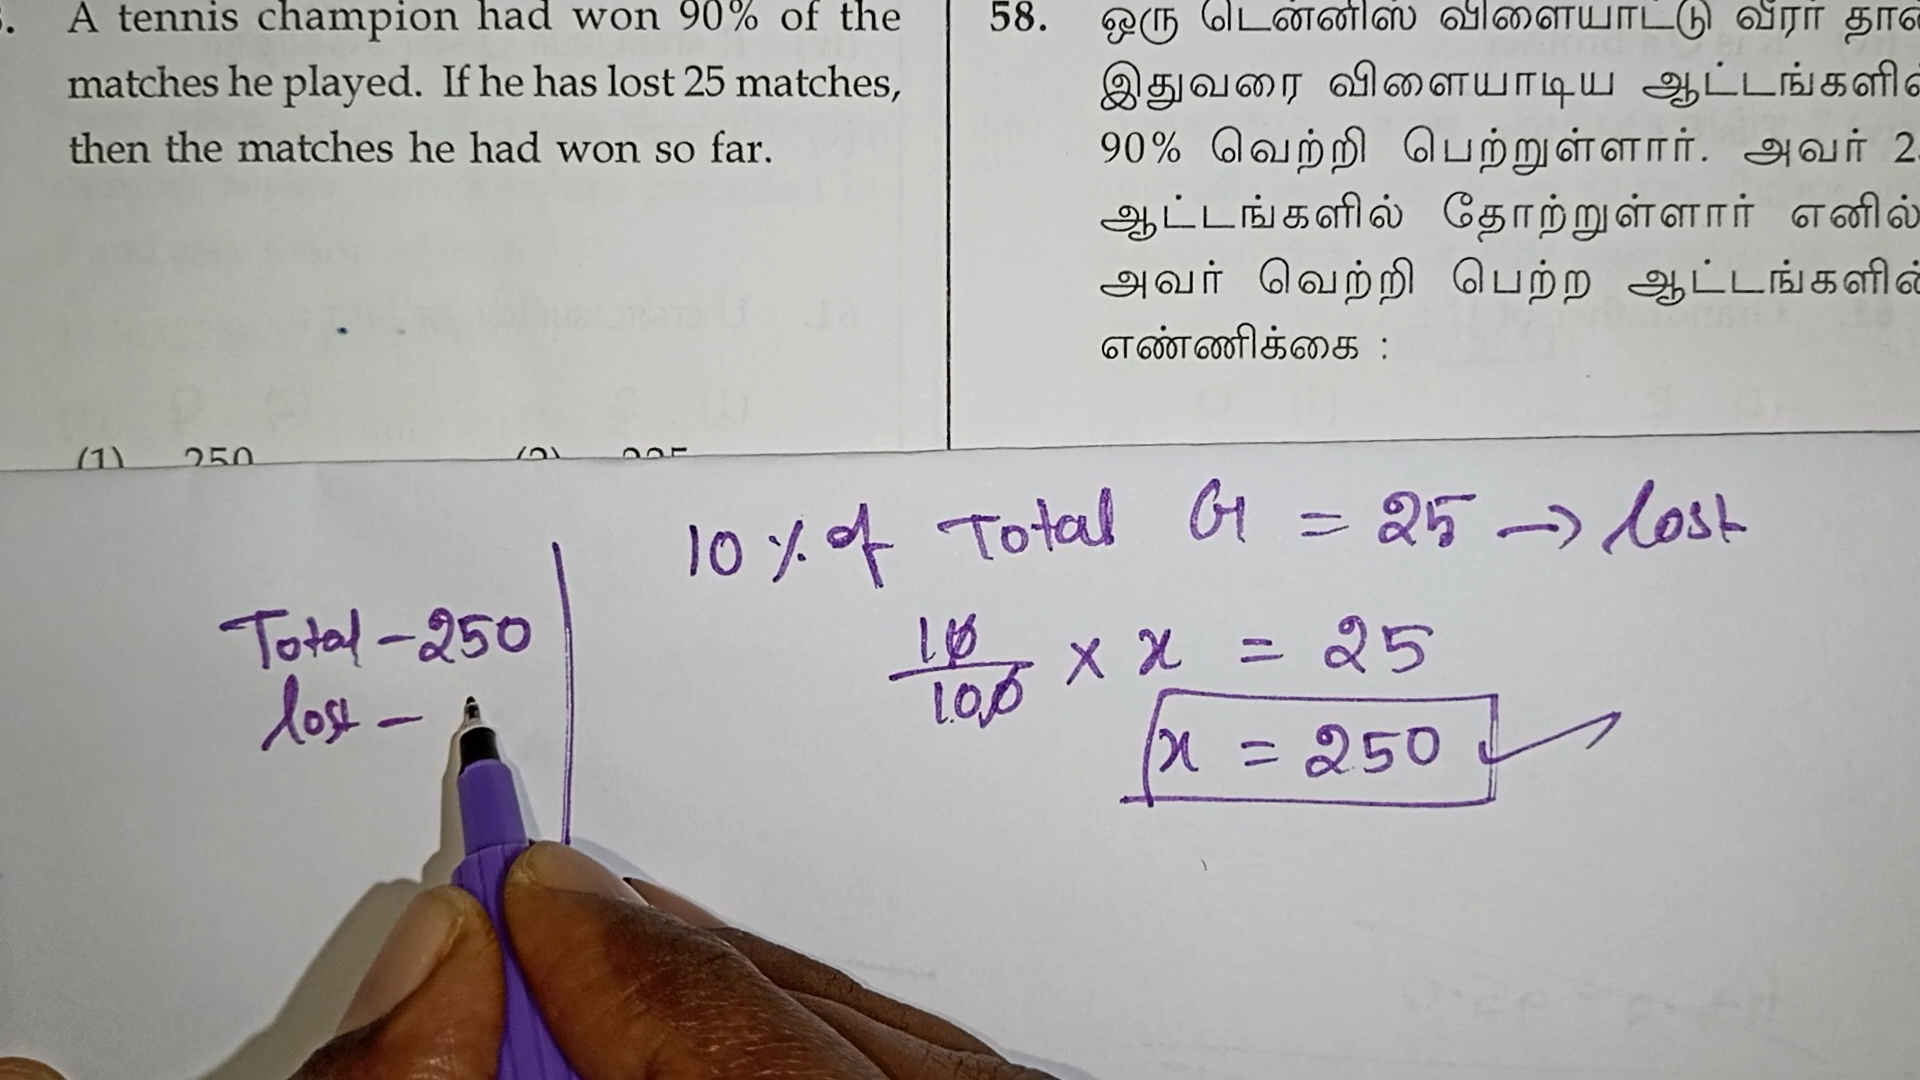 A tennis champion had won 90% of the
matches he played. If he has lost 25 matches,
then the matches he had won so far.
(1) 250
58. ஒரு டென்னிஸ் விளையாட்டு வீரர்
இதுவரை விளையாடிய ஆட்டங்களில்
90% வெற்றி பெற்றுள்ளார். அவர்
ஆட்டங்களில் தோற்றுள்ளார் எனில்
அவர் வெற்றி பெற்ற ஆட்டங்களின்
எண்ணிக்கை :
10 % of Total G = 25 → lost
10/100 × x = 25
x = 250
Total - 250
lost -